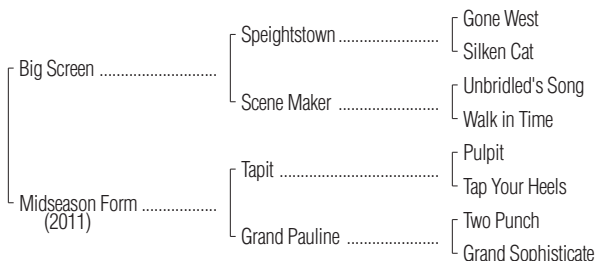 Gone West
Speightstown ........................
Silken Cat
Big Screen ............................
Unbridled's Song
Scene Maker ........................
Walk in Time
Pulpit
Tapit ......................................
Tap Your Heels
Midseason Form ..................
(2011)
Two Punch
Grand Pauline ......................
Grand Sophisticate